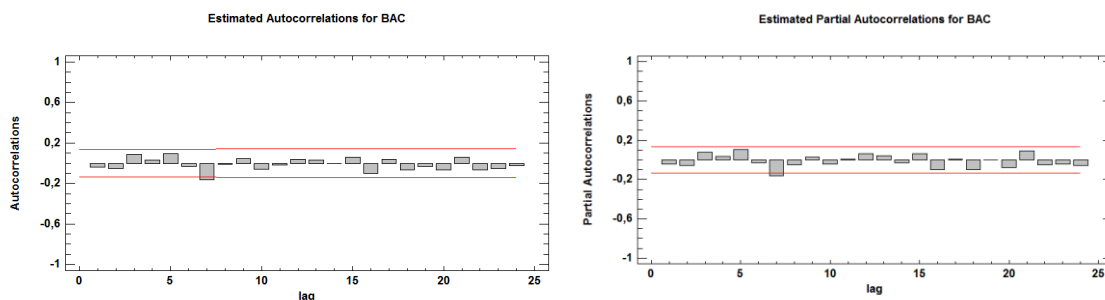 Estimated Autocorrelations for BAC
Autocorrelations
1
0,6
0,2
-0,2
-0,6
-1
0 5 10 15 20 25
lag
Estimated Partial Autocorrelations for BAC
Partial Autocorrelations
1
0,6
0,2
-0,2
-0,6
-1
0 5 10 15 20 25
lag